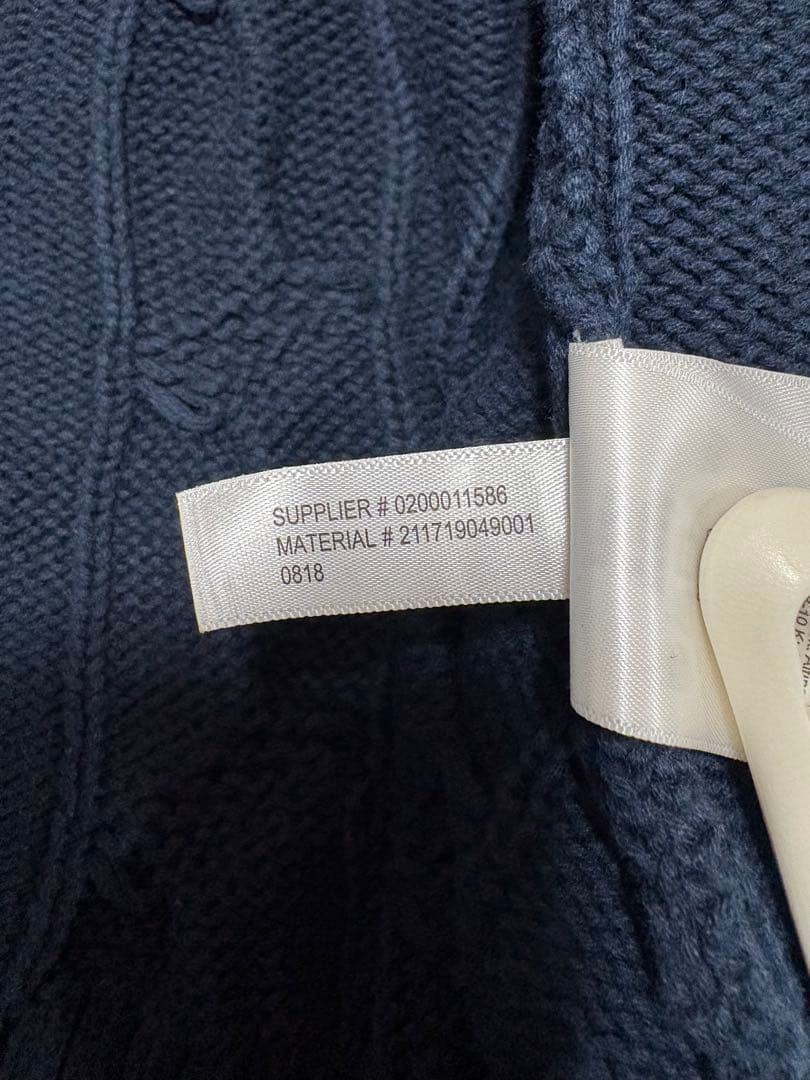 SUPPLIER # 0200011586
MATERIAL # 211719049001
0818